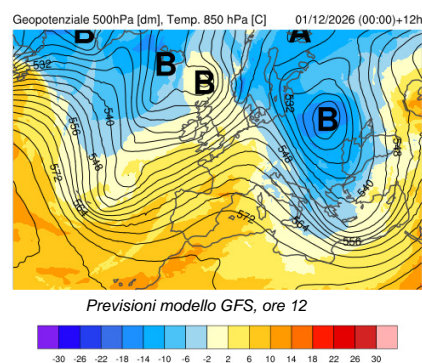 Geopotenziale 500hPa [dm], Temp. 850 hPa [C] 01/12/2026 (00:00)+12h
B B B A B
532 540 556 548 572 564
532 548 548 540 572 564 556
Previsioni modello GFS, ore 12
-30 -26 -22 -18 -14 -10 -6 -2 2 6 10 14 18 22 26 30